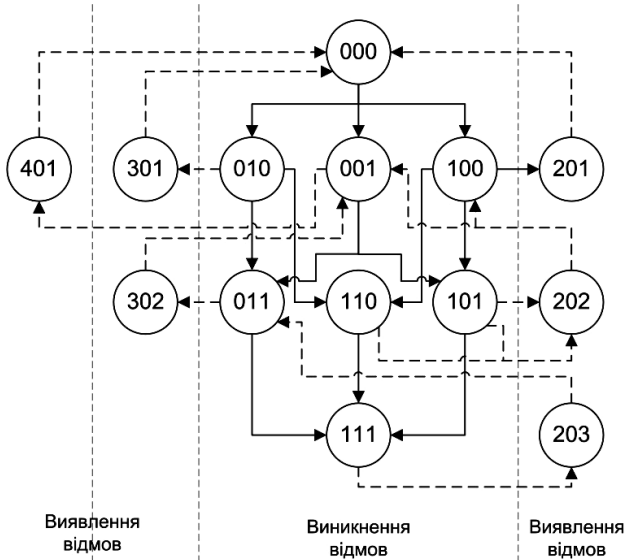 000
401
301
010
001
100
201
302
011
110
101
202
111
203
Виявлення
відмов
Виникнення
відмов
Виявлення
відмов